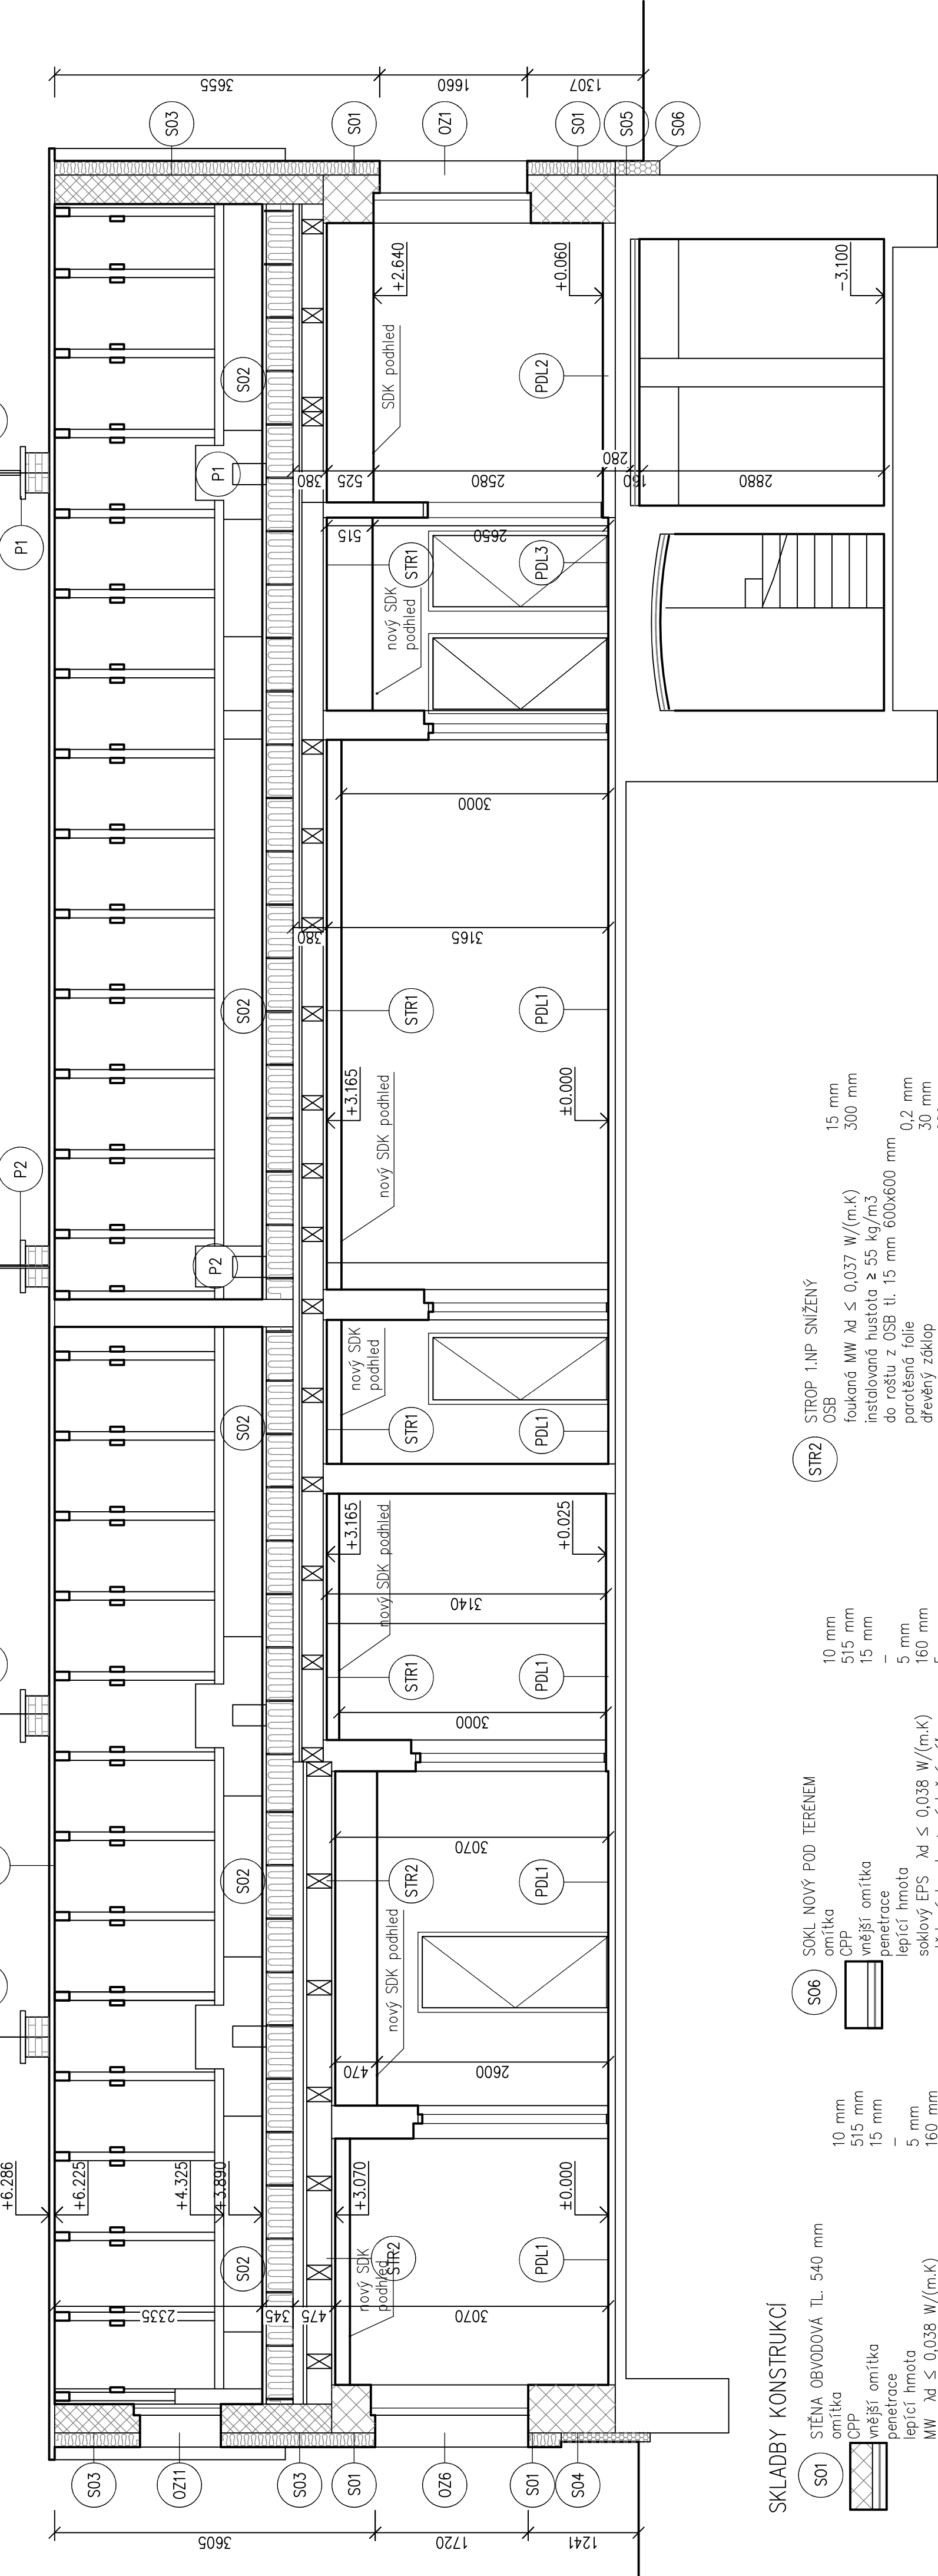 P1
P2
+6.286
+6.225
+4.325
+3.890
2335
345
475
3070
3605
1720
1241
S03
OZ11
S03
S01
OZ6
S01
S04
S02
S02
S02
S02
S02
P2
P1
+3.070
±0.000
nový SDK
podhled
STR2
PDL1
470
2600
3070
nový SDK podhled
STR2
PDL1
3000
3140
nový SDK podhled
+3.165
+0.025
STR1
PDL1
nový SDK
podhled
STR1
PDL1
nový SDK podhled
+3.165
±0.000
STR1
PDL1
380
3165
3000
nový SDK
podhled
STR1
PDL3
515
2650
380
525
2580
280
160
2880
SDK podhled
+2.640
+0.060
-3.100
PDL2
S03
S01
OZ1
S01
S05
S06
3655
1660
1307
SKLADBY KONSTRUKCÍ
S01
STĚNA OBVODOVÁ TL. 540 mm
omítka 10 mm
CPP 515 mm
vnější omítka 15 mm
penetrace –
lepící hmota 5 mm
MW λd ≤ 0,038 W/(m.K) 160 mm
S06
SOKL NOVÝ POD TERÉNEM
omítka 10 mm
CPP 515 mm
vnější omítka 15 mm
penetrace –
lepící hmota 5 mm
soklový EPS λd ≤ 0,038 W/(m.K) 160 mm
STR2
STROP 1.NP SNÍŽENÝ
OSB 15 mm
foukaná MW λd ≤ 0,037 W/(m.K) 300 mm
instalovaná hustota ≥ 55 kg/m3
do roštu z OSB tl. 15 mm 600x600 mm
parotěsná folie 0,2 mm
dřevěný záklop 30 mm